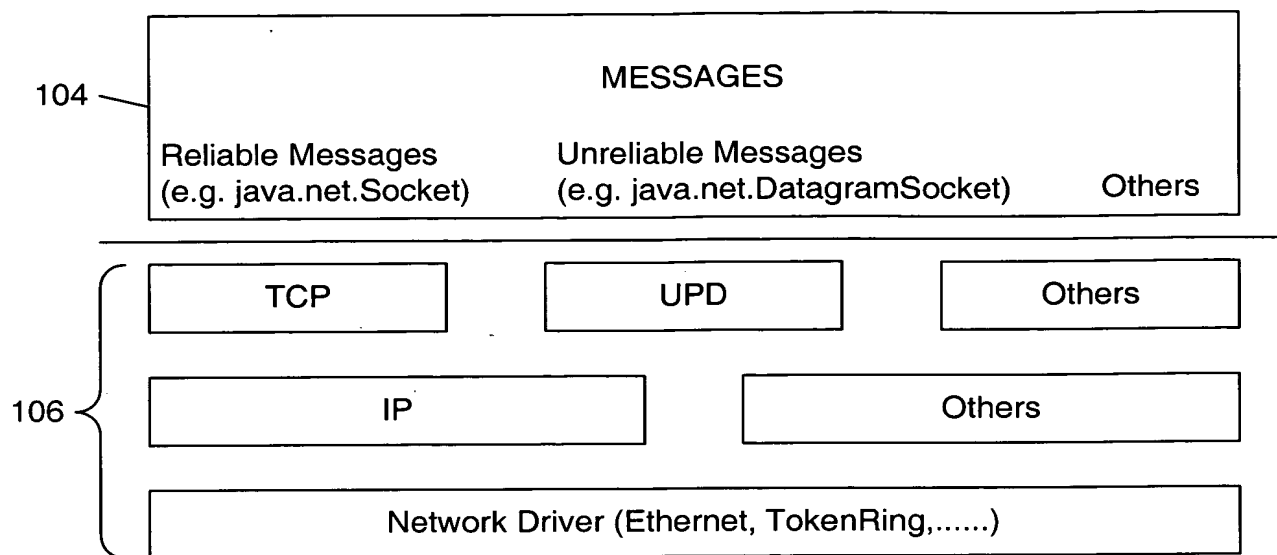 MESSAGES
104
Reliable Messages
(e.g. java.net.Socket)
Unreliable Messages
(e.g. java.net.DatagramSocket)
Others
TCP
UPD
Others
106
IP
Others
Network Driver (Ethernet, TokenRing,......)